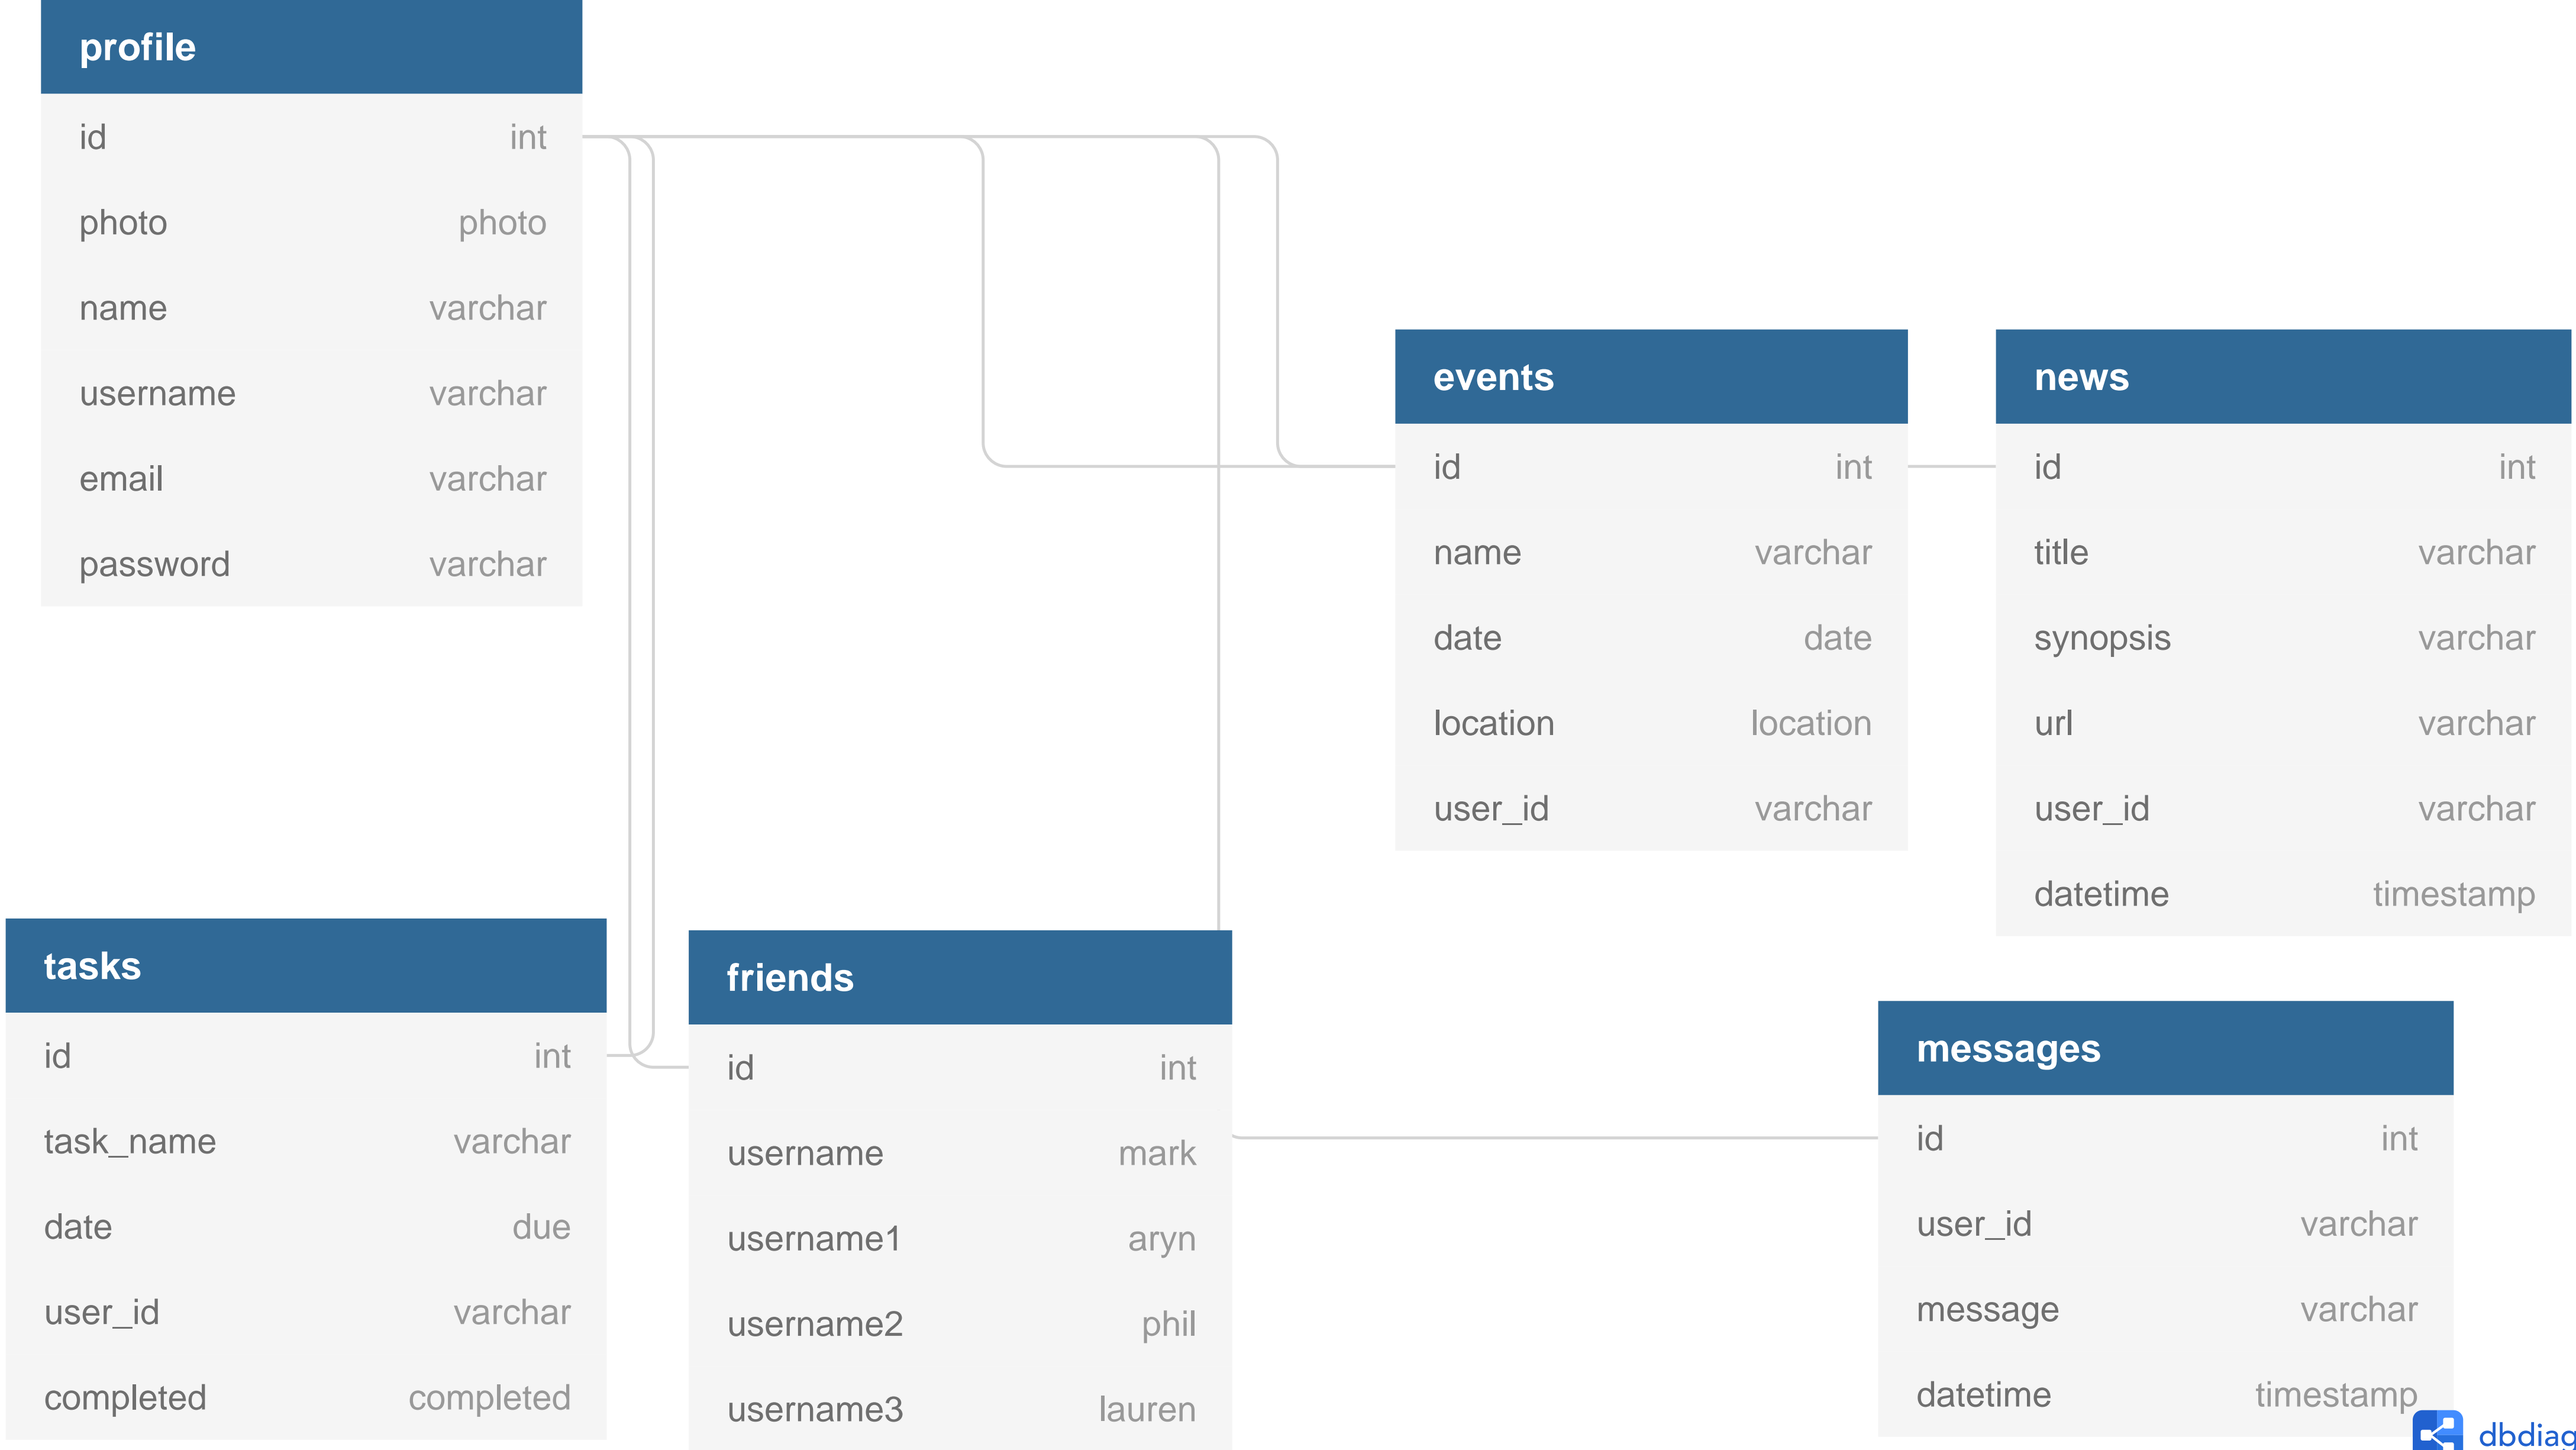 profile
id int
photo photo
name varchar
username varchar
email varchar
password varchar
events
id int
name varchar
date date
location location
user_id varchar
news
id int
title varchar
synopsis varchar
url varchar
user_id varchar
datetime timestamp
tasks
id int
task_name varchar
date due
user_id varchar
completed completed
friends
id int
username mark
username1 aryn
username2 phil
username3 lauren
messages
id int
user_id varchar
message varchar
datetime timestamp